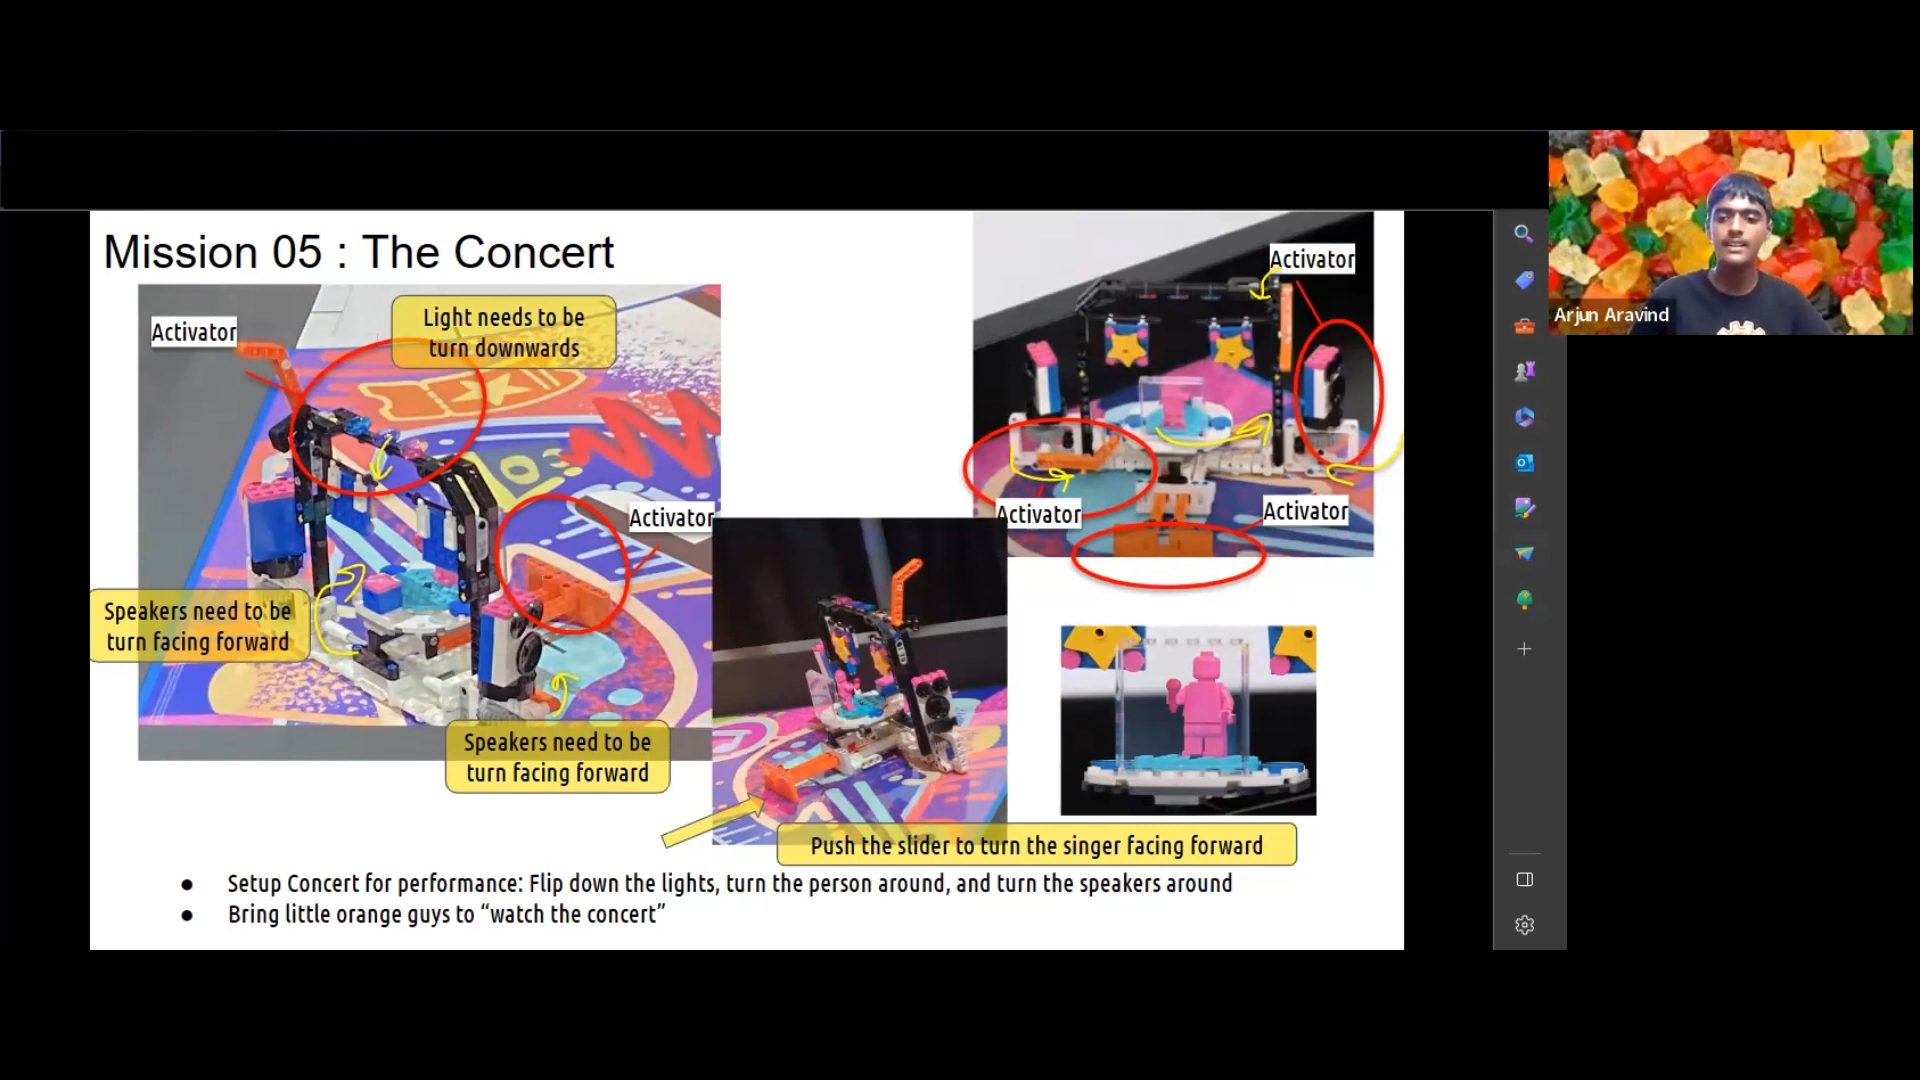 Mission 05 : The Concert
Activator
Light needs to be
turn downwards
Activator
Speakers need to be
turn facing forward
Speakers need to be
turn facing forward
Activator
Activator
Activator
Push the slider to turn the singer facing forward
● Setup Concert for performance: Flip down the lights, turn the person around, and turn the speakers around
● Bring little orange guys to “watch the concert”
Arjun Aravind